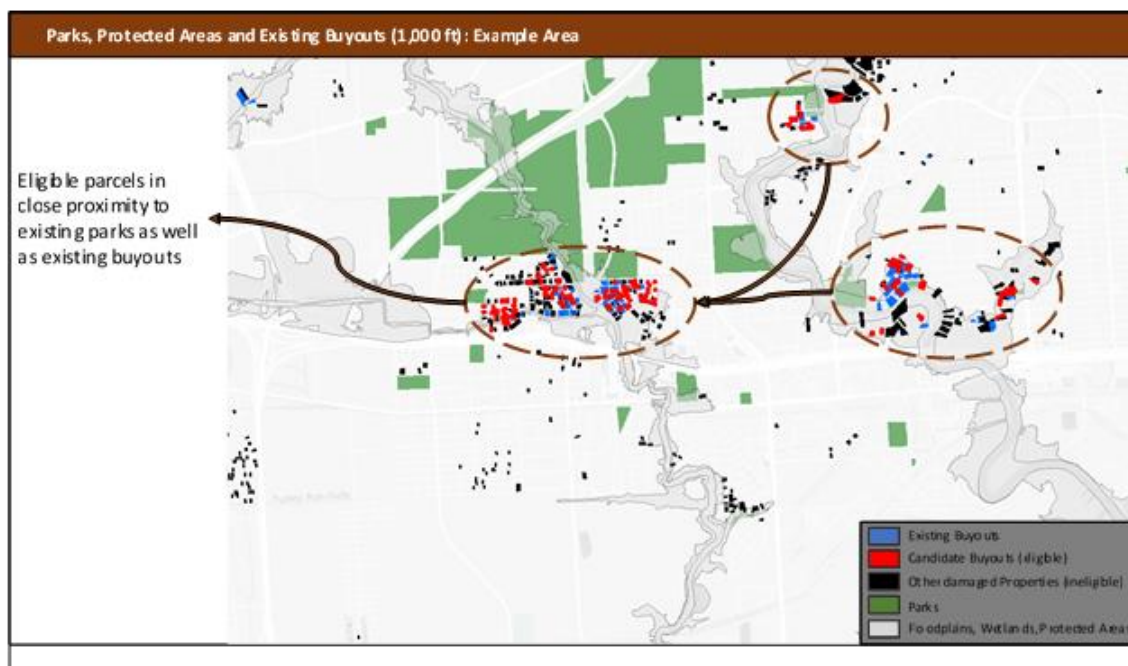 Parks, Protected Areas and Existing Buyouts (1,000 ft): Example Area
Eligible parcels in
close proximity to
existing parks as well
as existing buyouts
Existing Buyouts
Candidate Buyouts (eligible)
Other damaged Properties (ineligible)
Parks
Floodplains, Wetlands, Protected Areas